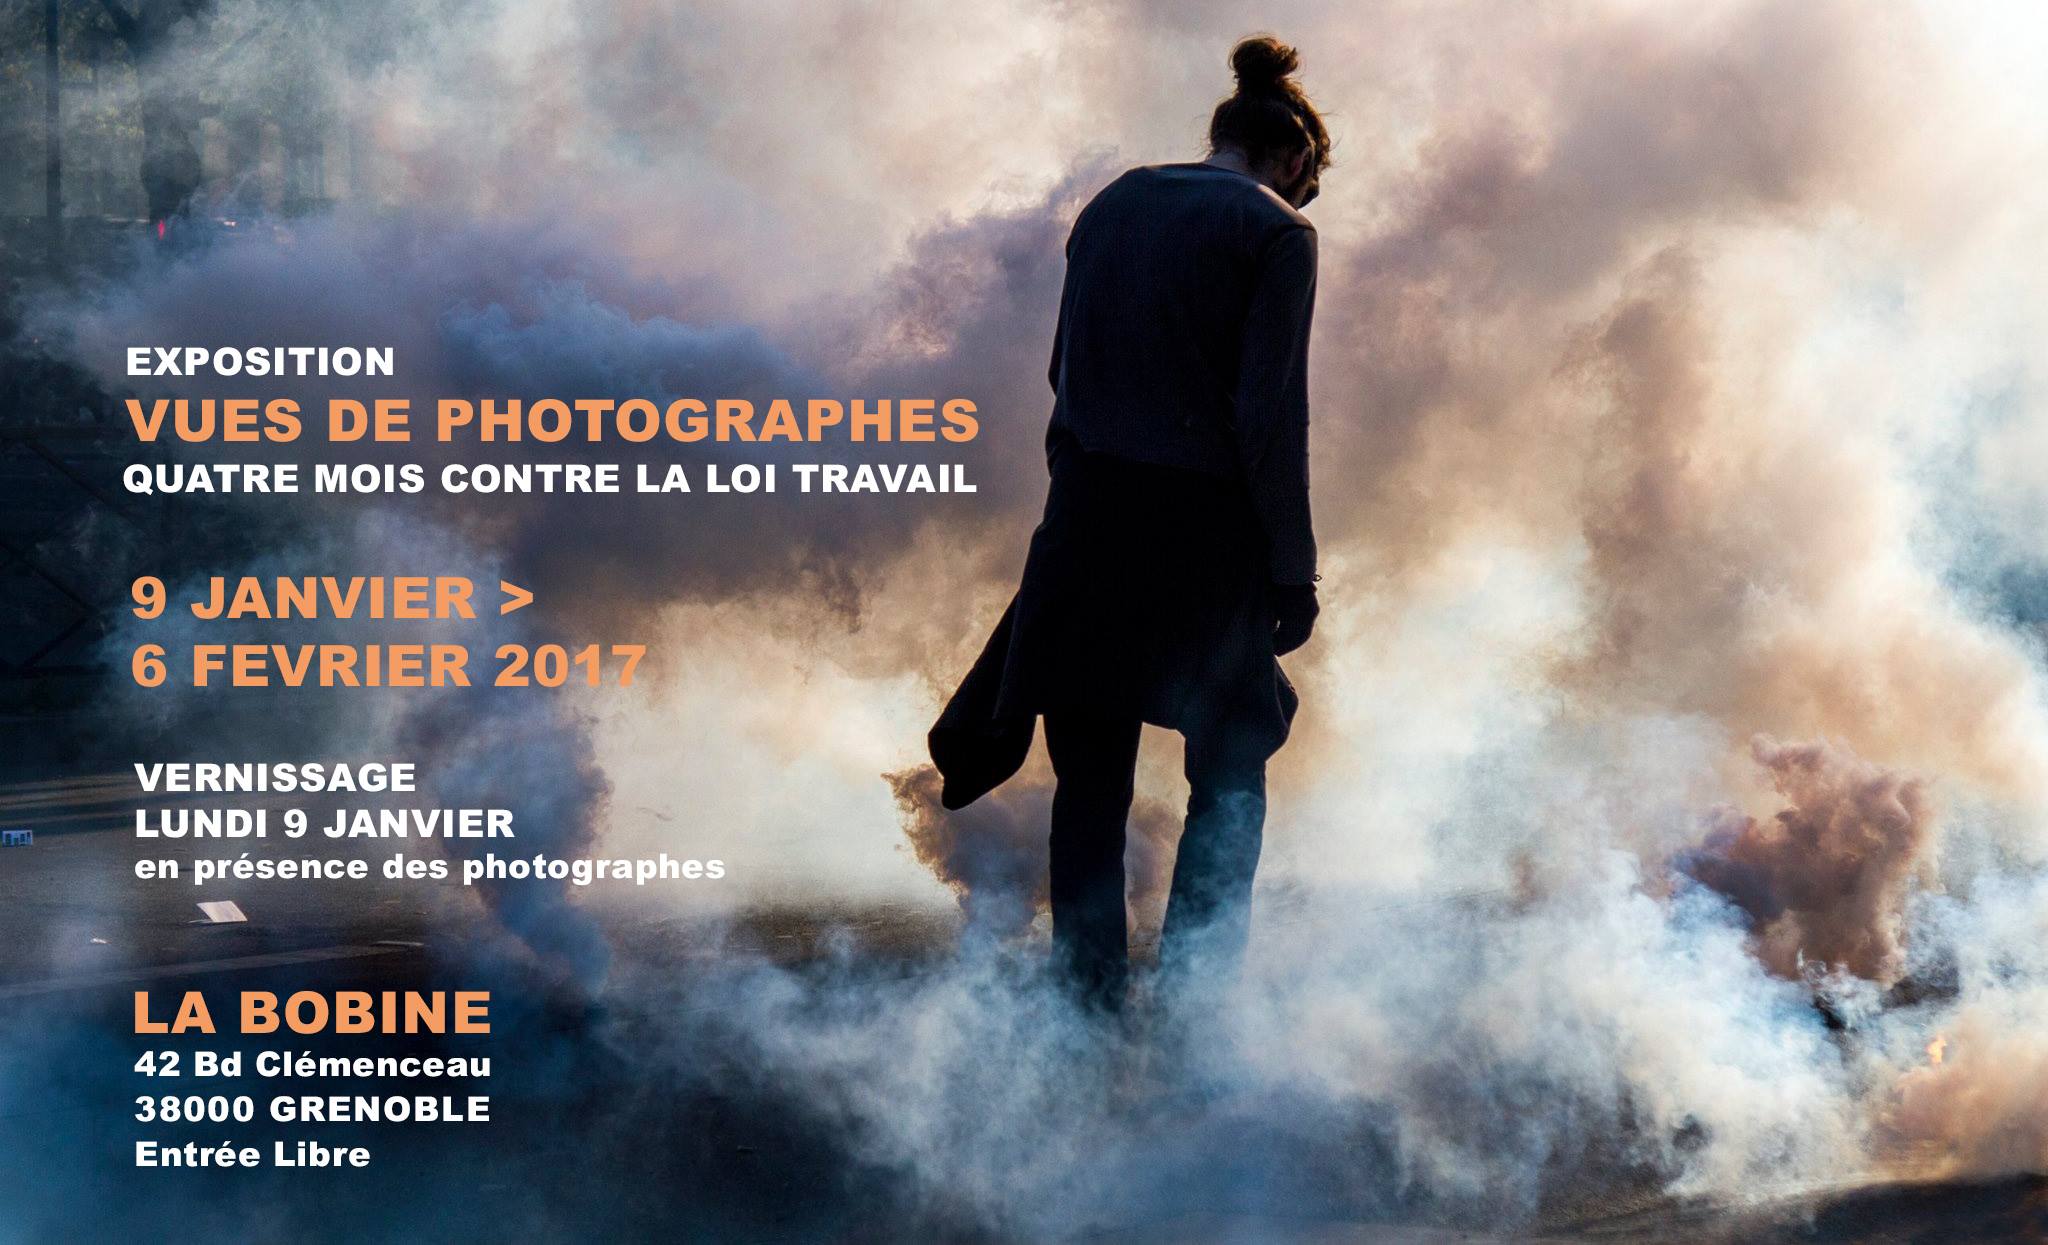 EXPOSITION
VUES DE PHOTOGRAPHES
QUATRE MOIS CONTRE LA LOI TRAVAIL
9 JANVIER >
6 FEVRIER 2017
VERNISSAGE
LUNDI 9 JANVIER
en présence des photographes
LA BOBINE
42 Bd Clémenceau
38000 GRENOBLE
Entrée Libre